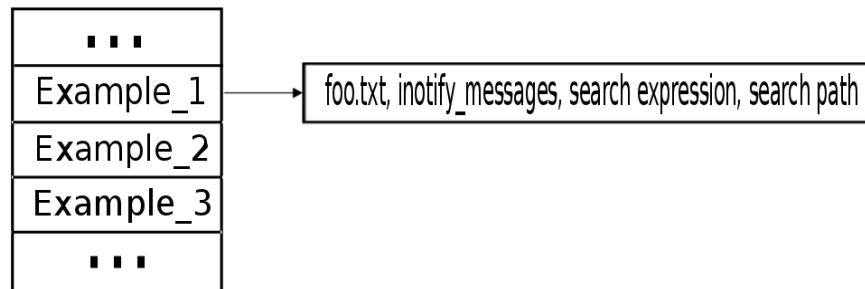 ...
Example_1
foo.txt, inotify_messages, search expression, search path
Example_2
Example_3
...